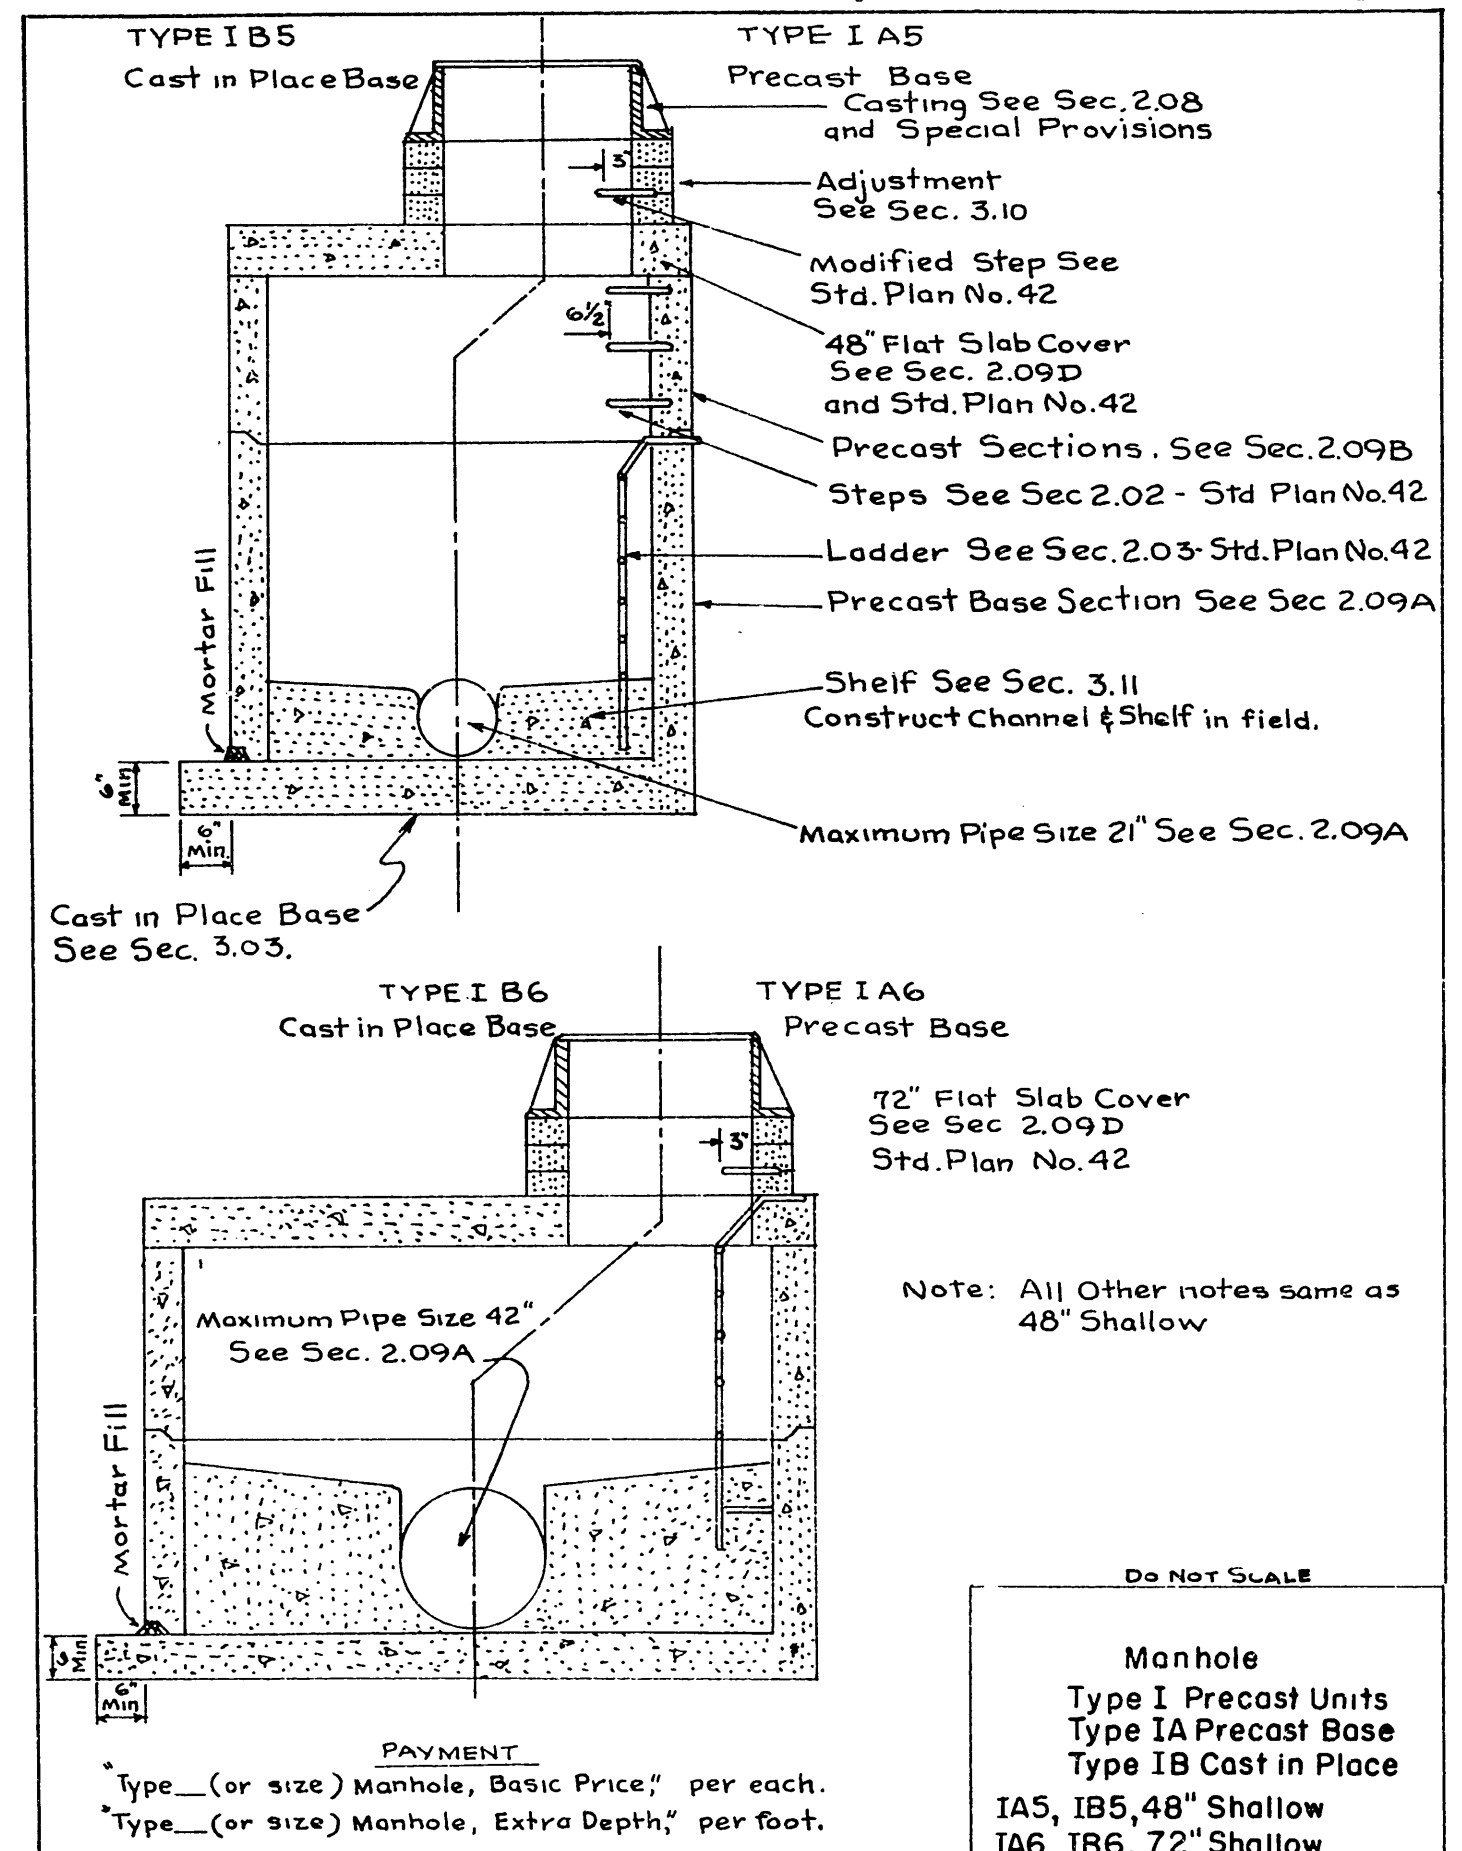 TYPE I B5
Cast in Place Base
TYPE I A5
Precast Base
Casting See Sec. 2.08
and Special Provisions
3"
Adjustment
See Sec. 3.10
Modified Step See
Std. Plan No. 42
6 1/2"
48" Flat Slab Cover
See Sec. 2.09D
and Std. Plan No. 42
Precast Sections. See Sec. 2.09B
Steps See Sec 2.02 - Std Plan No. 42
Ladder See Sec. 2.03- Std. Plan No. 42
Precast Base Section See Sec 2.09A
Mortar Fill
Shelf See Sec. 3.11
Construct Channel & Shelf in field.
6"
Min
6"
Min.
Maximum Pipe Size 21" See Sec. 2.09A
Cast in Place Base
See Sec. 3.03.
TYPE I B6
Cast in Place Base
TYPE I A6
Precast Base
72" Flat Slab Cover
See Sec 2.09D
Std. Plan No. 42
3"
Note: All Other notes same as
48" Shallow
Maximum Pipe Size 42"
See Sec. 2.09A
Mortar Fill
6"
Min
6"
Min
DO NOT SCALE
Manhole
Type I Precast Units
Type IA Precast Base
Type IB Cast in Place
IA5, IB5, 48" Shallow
IA6, IB6, 72" Shallow
PAYMENT
"Type__(or size) Manhole, Basic Price," per each.
"Type__(or size) Manhole, Extra Depth," per foot.